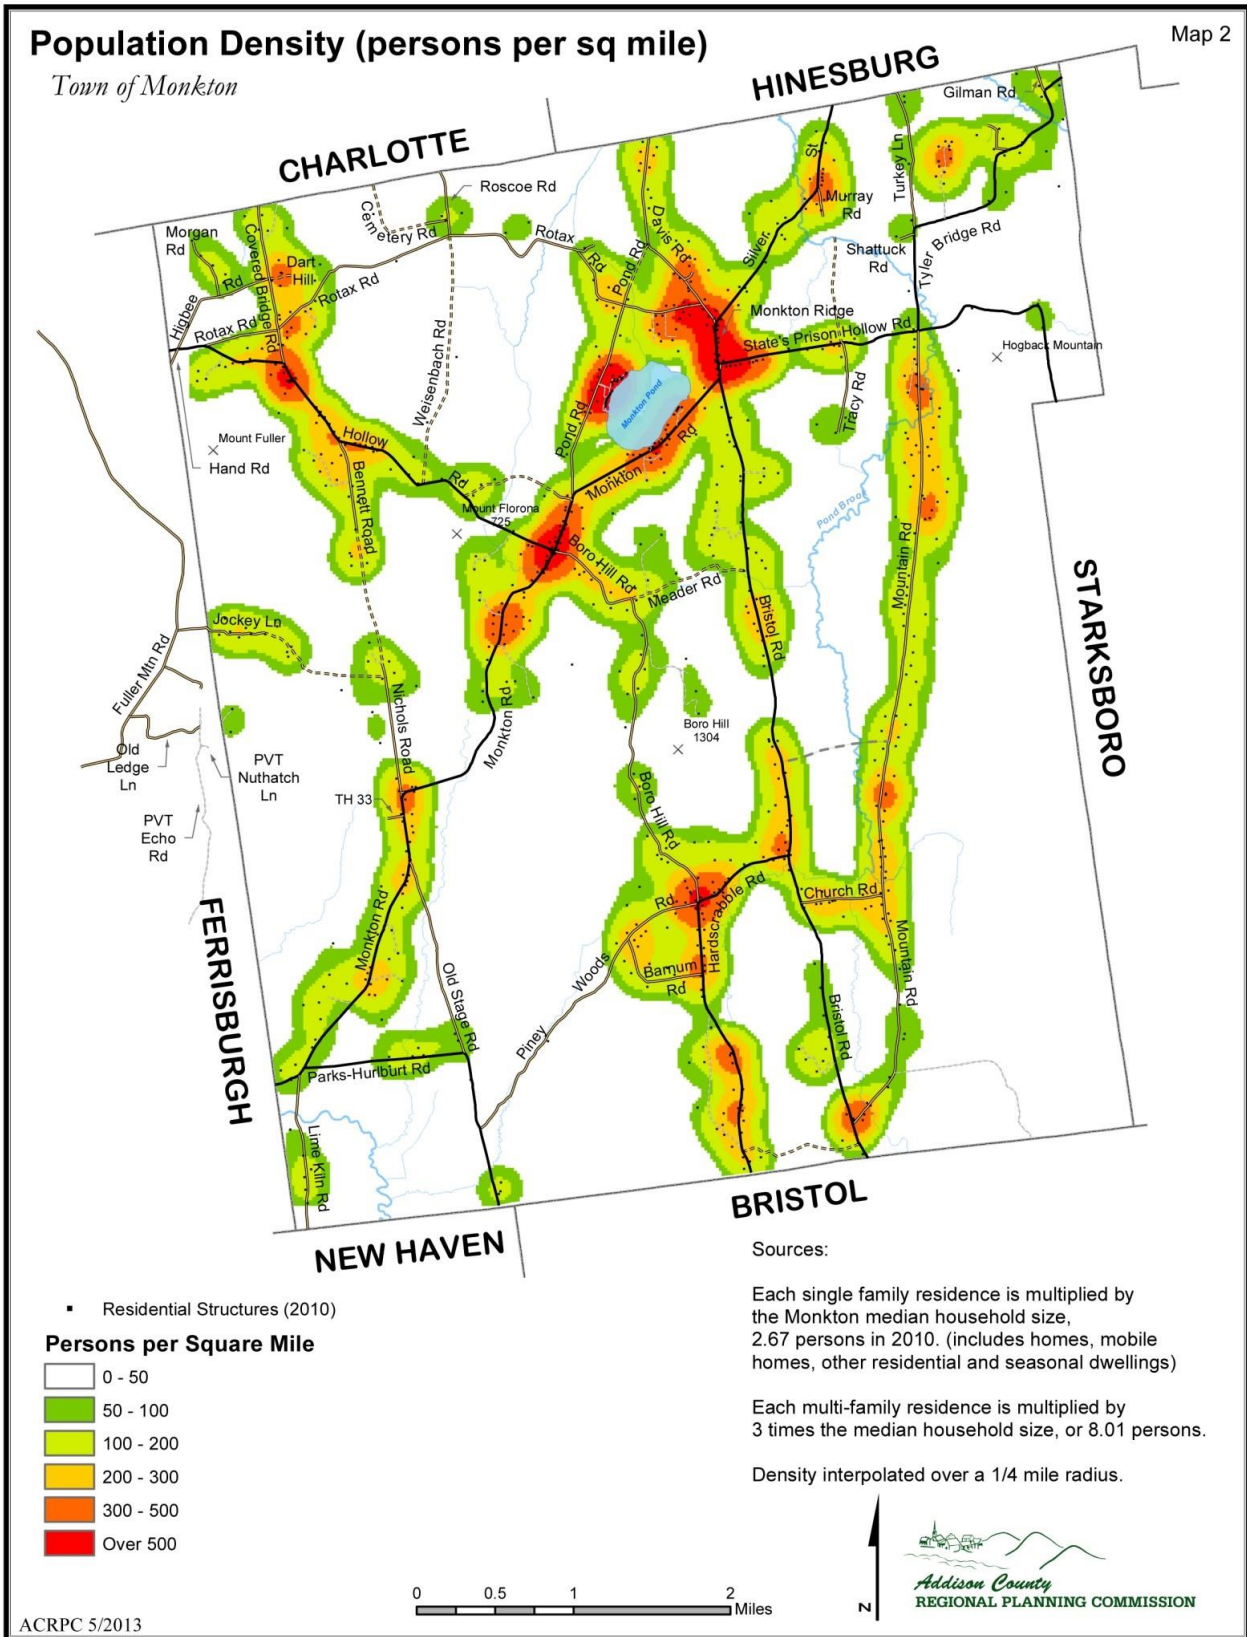 Population Density (persons per sq mile)
Map 2
Town of Monkton
HINESBURG
CHARLOTTE
Gilman Rd
Roscoe Rd
Cemetery Rd
Morgan
Rd
Covered Bridge Rd
Dart
Hill
Rd
Higbee
Rotax Rd
Rotax Rd
Rotax
Rd
Pond Rd
Davis Rd
Silver
St
Murray
Rd
Turkey Ln
Shattuck
Rd
Tyler Bridge Rd
Monkton Ridge
State's Prison Hollow Rd
Hogback Mountain
Tracy Rd
Weisenbach Rd
Monkton Pond
Pond Rd
Mount Fuller
Hand Rd
Hollow
Rd
Bennett Road
Monkton
Rd
Mount Florona
725
Boro Hill Rd
Meader Rd
Pond Brook
Bristol Rd
Mountain Rd
STARKSBORO
Jockey Ln
Fuller Mtn Rd
Nichols Road
Monkton Rd
Boro Hill
1304
Old
Ledge
Ln
PVT
Nuthatch
Ln
PVT
Echo
Rd
TH 33
Boro Hill Rd
Monkton Rd
Rd
Hardscrabble Rd
Church Rd
Woods
Barnum
Rd
Mountain Rd
FERRISBURGH
Old Stage Rd
Piney
Bristol Rd
Parks-Hurlburt Rd
Lime Kiln Rd
BRISTOL
NEW HAVEN
Sources:
Each single family residence is multiplied by
the Monkton median household size,
2.67 persons in 2010. (includes homes, mobile
homes, other residential and seasonal dwellings)
Each multi-family residence is multiplied by
3 times the median household size, or 8.01 persons.
Density interpolated over a 1/4 mile radius.
Residential Structures (2010)
Persons per Square Mile
0 - 50
50 - 100
100 - 200
200 - 300
300 - 500
Over 500
0 0.5 1 2
Miles
N
Addison County
REGIONAL PLANNING COMMISSION
ACRPC 5/2013